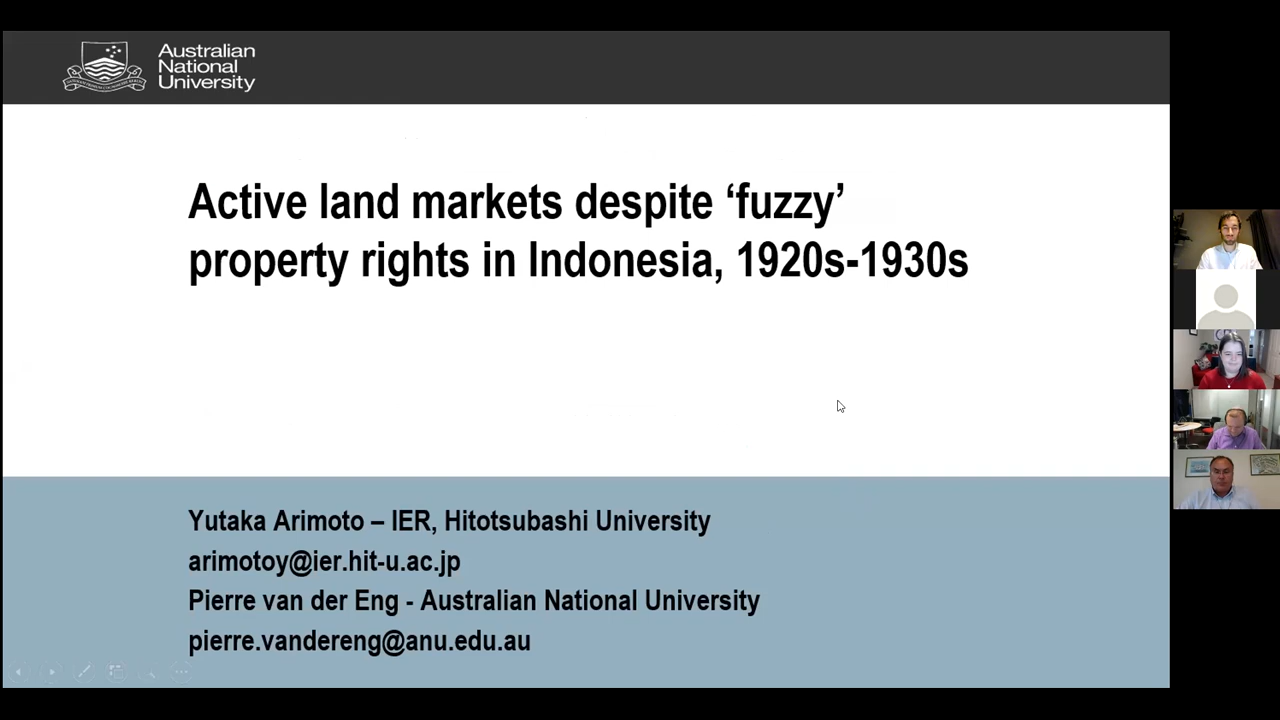 Australian
National
University
Active land markets despite ‘fuzzy’
property rights in Indonesia, 1920s-1930s
Yutaka Arimoto – IER, Hitotsubashi University
arimotoy@ier.hit-u.ac.jp
Pierre van der Eng - Australian National University
pierre.vandereng@anu.edu.au